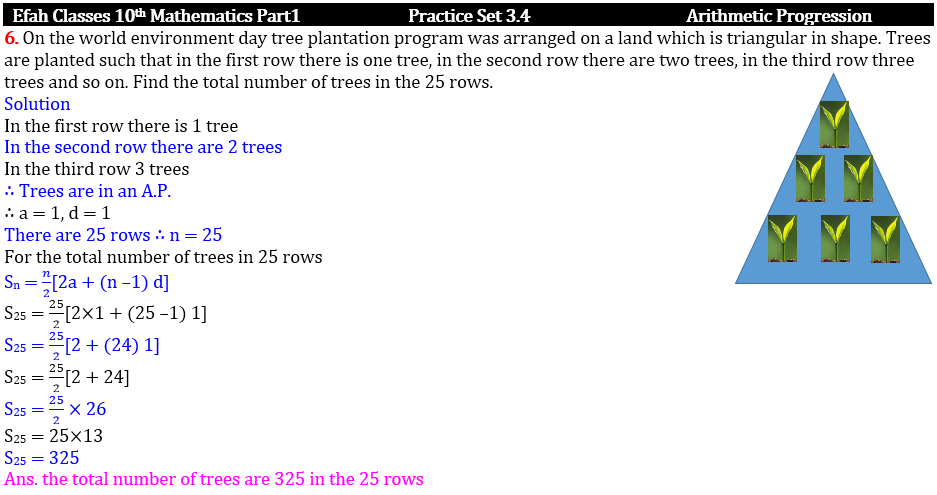 Efah Classes 10th Mathematics Part1 Practice Set 3.4 Arithmetic Progression
6. On the world environment day tree plantation program was arranged on a land which is triangular in shape. Trees
are planted such that in the first row there is one tree, in the second row there are two trees, in the third row three
trees and so on. Find the total number of trees in the 25 rows.
Solution
In the first row there is 1 tree
In the second row there are 2 trees
In the third row 3 trees
∴ Trees are in an A.P.
∴ a = 1, d = 1
There are 25 rows ∴ n = 25
For the total number of trees in 25 rows
Sₙ = n/2[2a + (n –1) d]
S₂₅ = 25/2[2×1 + (25 –1) 1]
S₂₅ = 25/2[2 + (24) 1]
S₂₅ = 25/2[2 + 24]
S₂₅ = 25/2 × 26
S₂₅ = 25×13
S₂₅ = 325
Ans. the total number of trees are 325 in the 25 rows